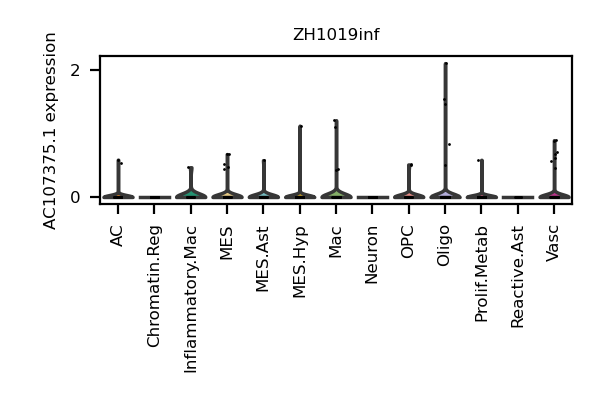 ZH1019inf
AC107375.1 expression
2
0
AC
Chromatin.Reg
Inflammatory.Mac
MES
MES.Ast
MES.Hyp
Mac
Neuron
OPC
Oligo
Prolif.Metab
Reactive.Ast
Vasc